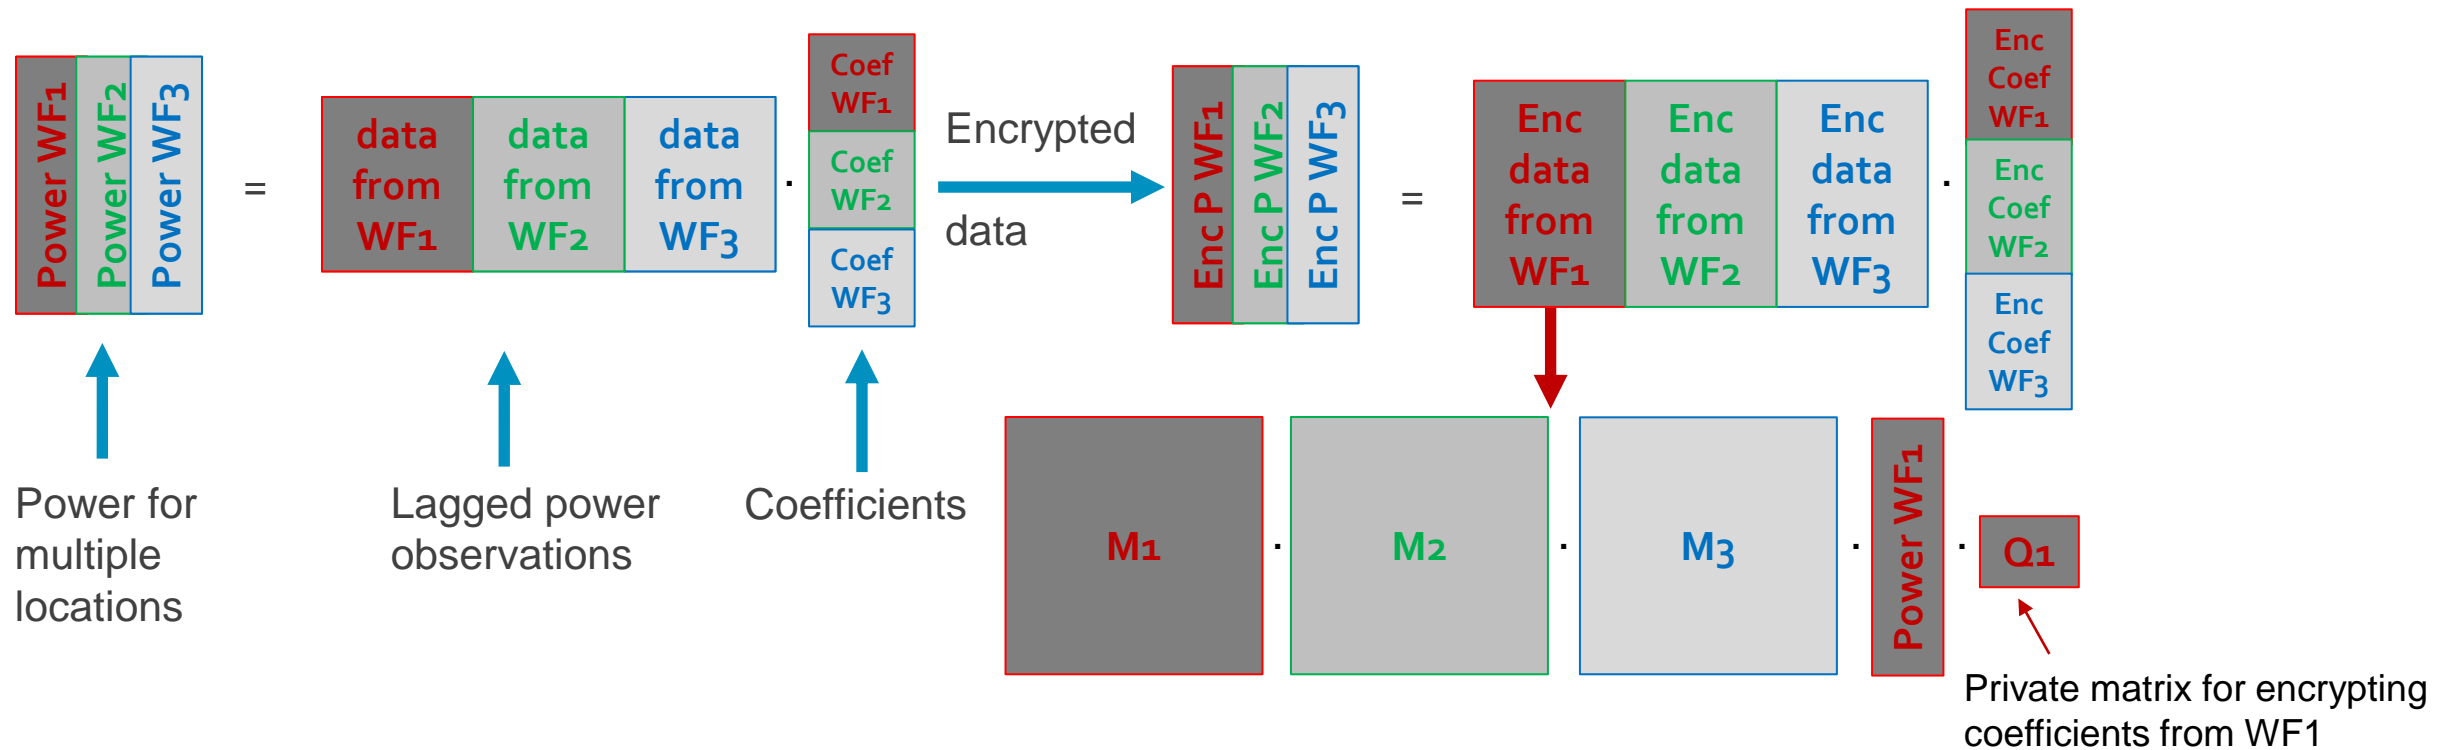 Power WF1
Power WF2
Power WF3
=
data
from
WF1
data
from
WF2
data
from
WF3
·
Coef
WF1
Coef
WF2
Coef
WF3
Encrypted
data
Enc P WF1
Enc P WF2
Enc P WF3
=
Enc
data
from
WF1
Enc
data
from
WF2
Enc
data
from
WF3
·
Enc
Coef
WF1
Enc
Coef
WF2
Enc
Coef
WF3
Power for
multiple
locations
Lagged power
observations
Coefficients
M1
·
M2
·
M3
·
Power WF1
·
Q1
Private matrix for encrypting
coefficients from WF1